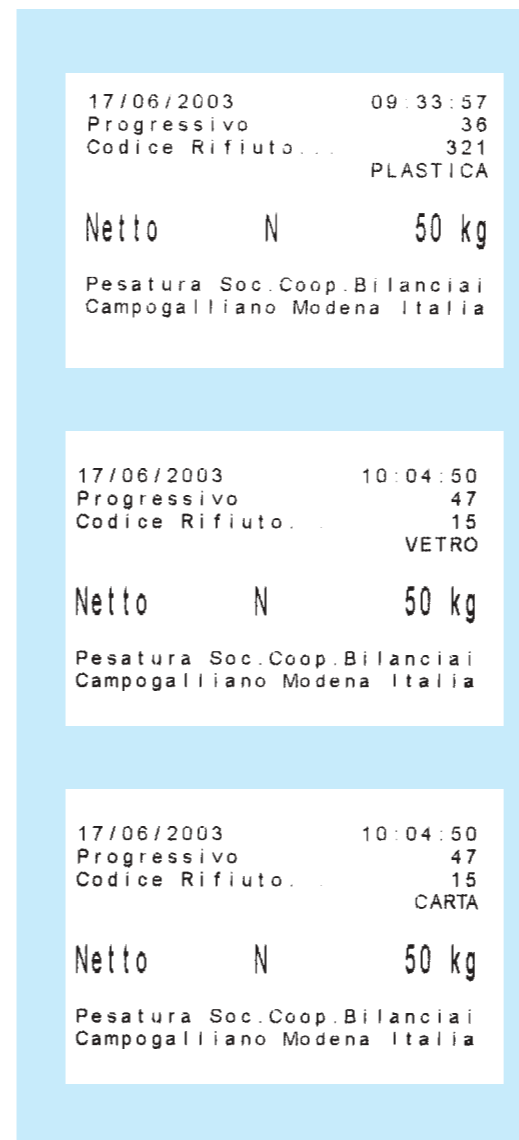 17/06/2003 09:33:57
Progressivo 36
Codice Rifiuto... 321
PLASTICA
Netto N 50 kg
Pesatura Soc.Coop.Bilanciai
Campogalliano Modena Italia
17/06/2003 10:04:50
Progressivo 47
Codice Rifiuto. 15
VETRO
Netto N 50 kg
Pesatura Soc.Coop.Bilanciai
Campogalliano Modena Italia
17/06/2003 10:04:50
Progressivo 47
Codice Rifiuto. 15
CARTA
Netto N 50 kg
Pesatura Soc.Coop.Bilanciai
Campogalliano Modena Italia